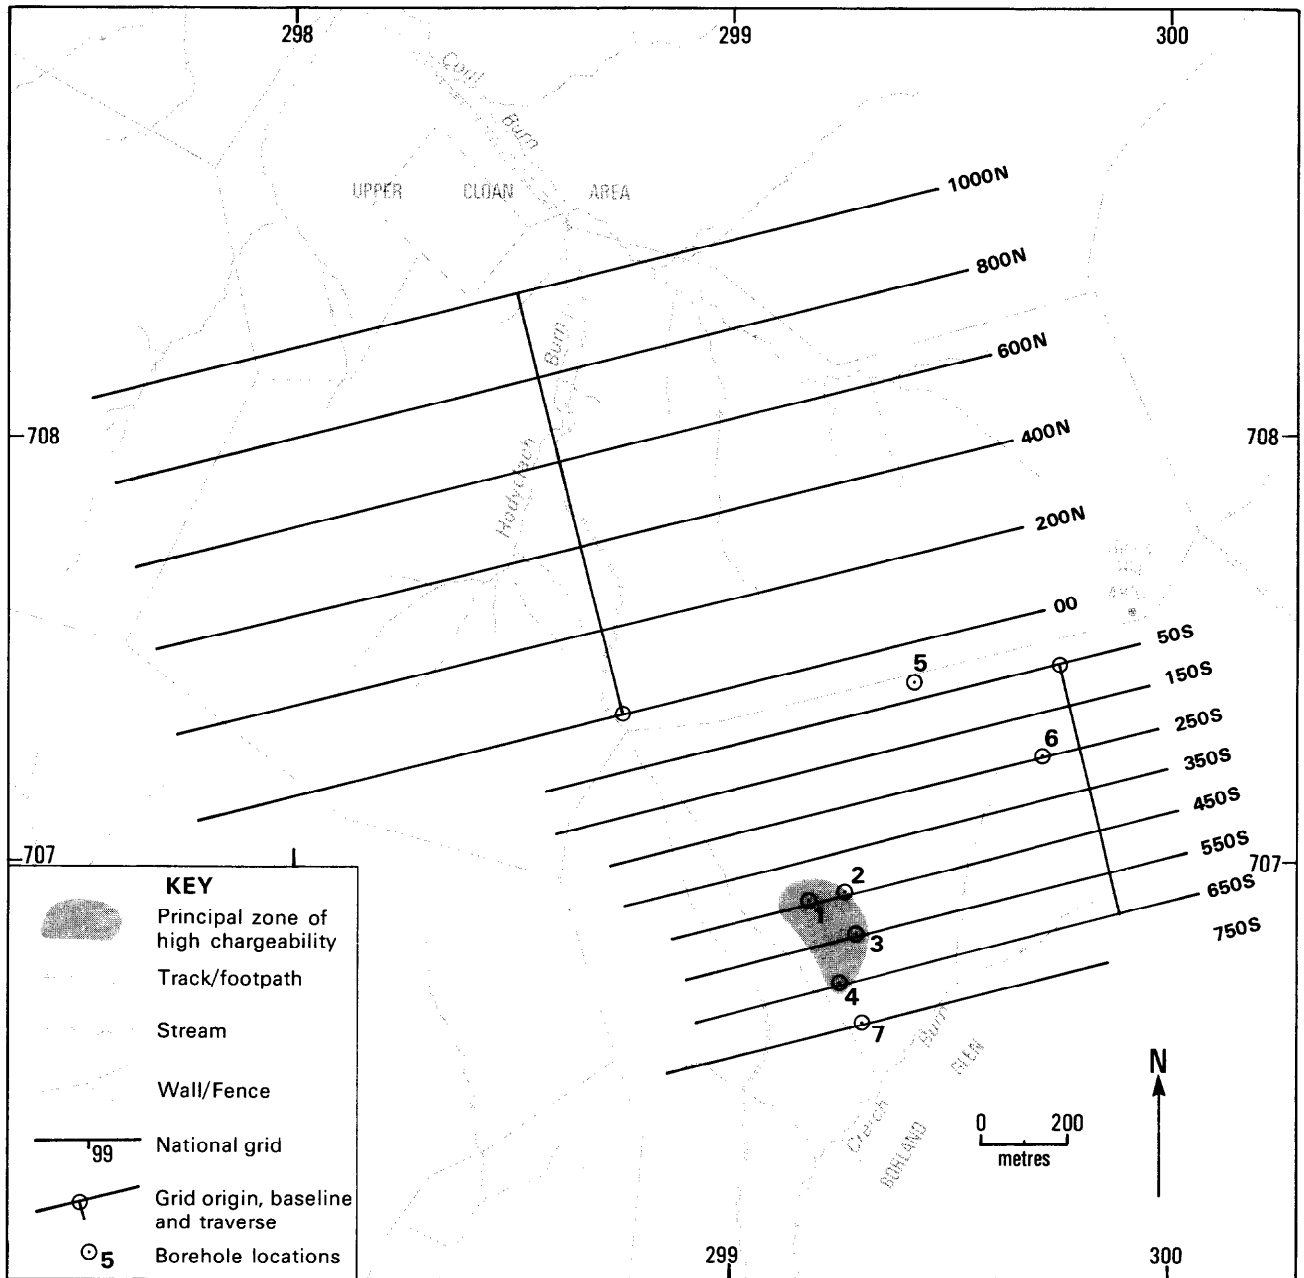 298 299 300
Coul
Burn
UPPER CLOAN AREA
1000N
800N
600N
Burn
400N
708 708
Hodyclach
200N
00
50S
5
150S
250S
6
350S
450S
550S
707 707
650S
750S
2
1
3
4
7
Burn
GLEN
BORLAND
N
0 200
metres
KEY
Principal zone of
high chargeability
Track/footpath
Stream
Wall/Fence
99 National grid
Grid origin, baseline
and traverse
5 Borehole locations
299 300